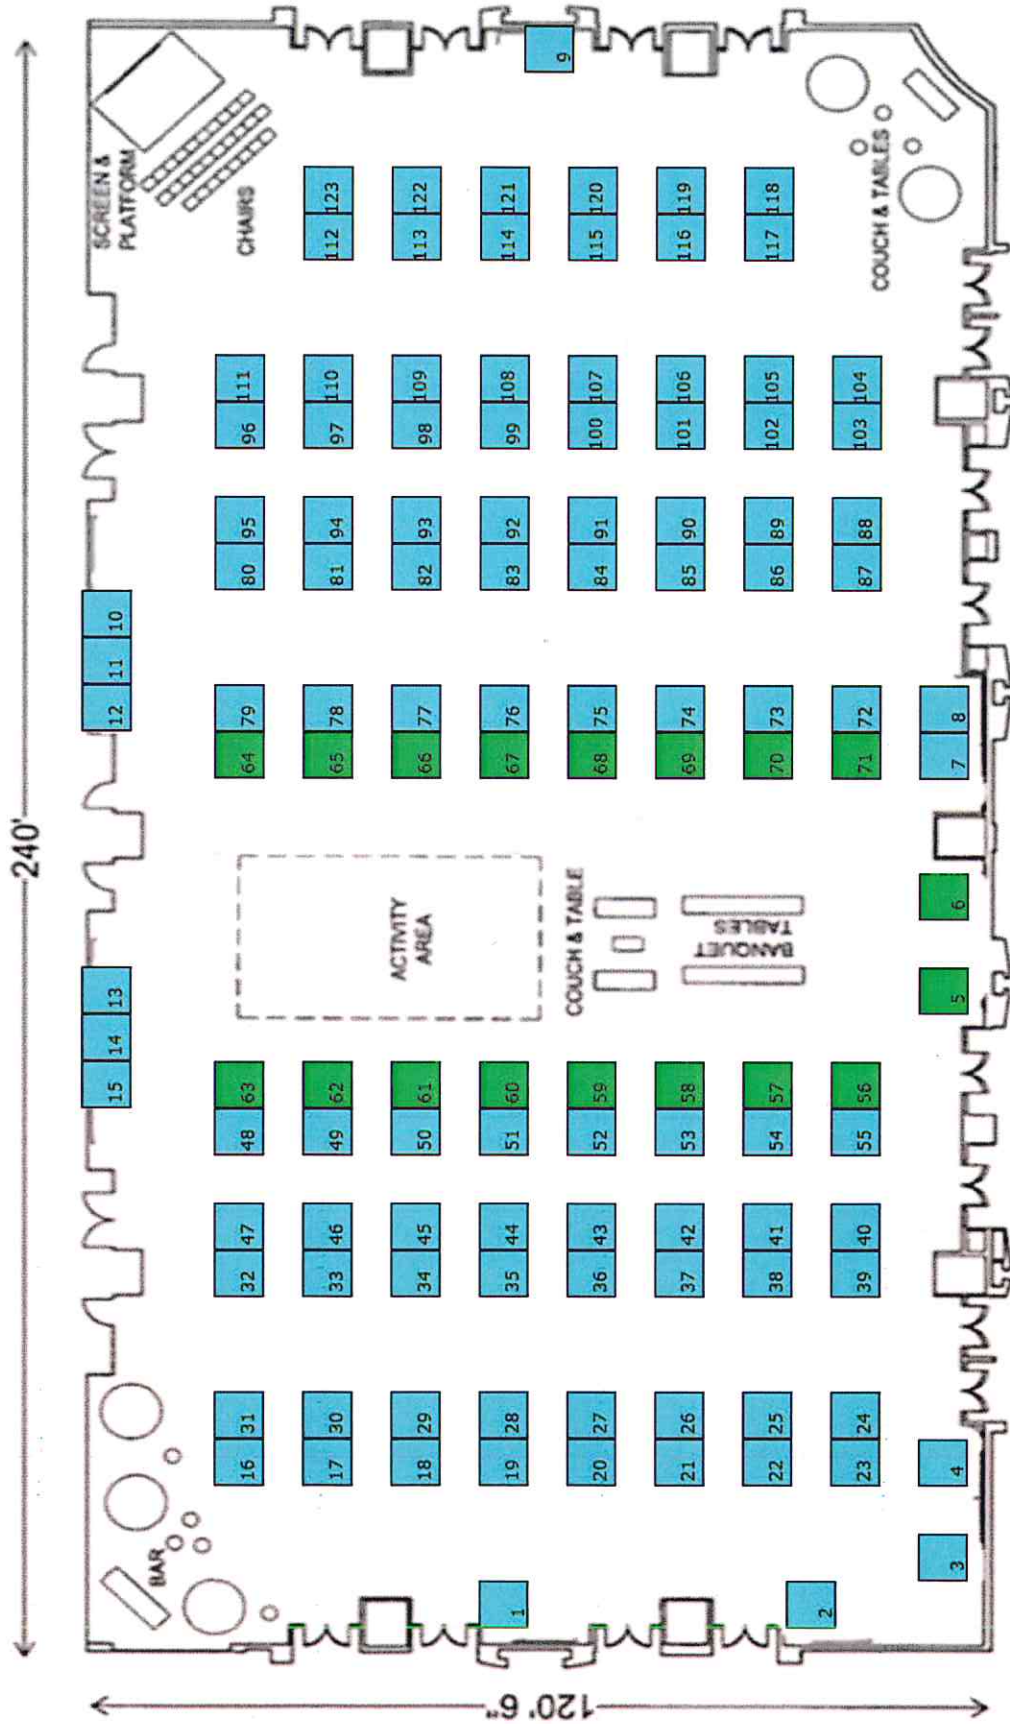 240'
SCREEN &
PLATFORM
15 14 13 12 11 10
BAR
CHAIRS
16 31 32 47 48 63 64 79 80 95 96 111
17 30 33 46 49 62 65 78 81 94 97 110 112 123
ACTIVITY
AREA
18 29 34 45 50 61 66 77 82 93 98 109 113 122
1 19 28 35 44 51 60 67 76 83 92 99 108 114 121
9
COUCH & TABLE
120' 6"
20 27 36 43 52 59 68 75 84 91 100 107 115 120
21 26 37 42 53 58 69 74 85 90 101 106 116 119
BANQUET
TABLES
22 25 38 41 54 57 70 73 86 89 102 105 117 118
2
23 24 39 40 55 56 71 72 87 88 103 104
COUCH & TABLES
3 4 5 6 7 8